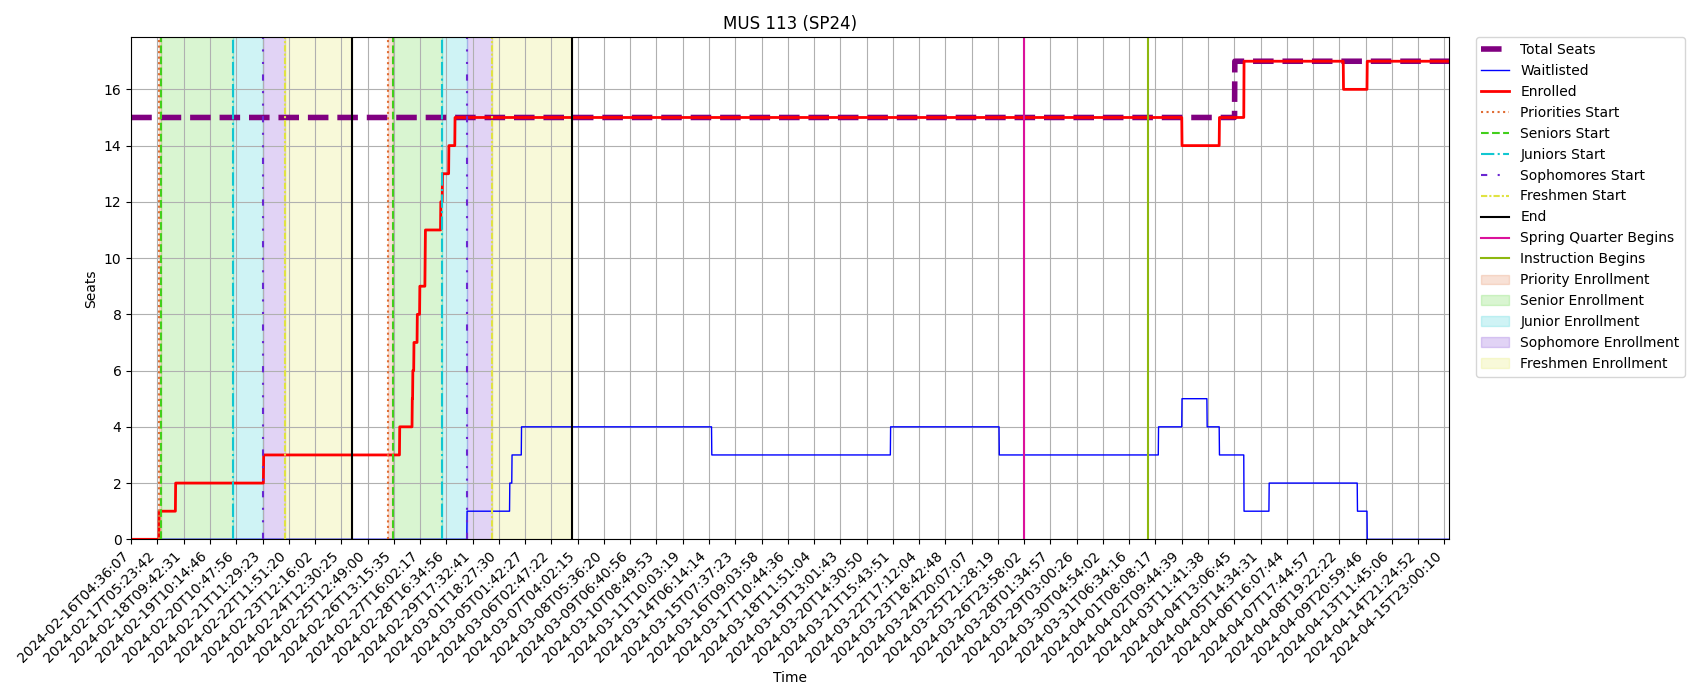 MUS 113 (SP24)
Total Seats
Waitlisted
Enrolled
Priorities Start
Seniors Start
Juniors Start
Sophomores Start
Freshmen Start
End
Spring Quarter Begins
Instruction Begins
Priority Enrollment
Senior Enrollment
Junior Enrollment
Sophomore Enrollment
Freshmen Enrollment
Seats
16
14
12
10
8
6
4
2
0
2024-02-16T04:36:07
2024-02-17T05:23:42
2024-02-18T09:42:31
2024-02-19T10:14:46
2024-02-20T10:47:56
2024-02-21T11:29:23
2024-02-22T11:51:20
2024-02-23T12:16:02
2024-02-24T12:30:25
2024-02-25T12:49:00
2024-02-26T13:15:35
2024-02-27T16:02:17
2024-02-28T16:34:56
2024-02-29T17:32:41
2024-03-01T18:27:30
2024-03-05T01:42:27
2024-03-06T02:47:22
2024-03-07T04:02:15
2024-03-08T05:36:20
2024-03-09T06:40:56
2024-03-10T08:49:53
2024-03-11T10:03:19
2024-03-14T06:14:14
2024-03-15T07:37:23
2024-03-16T09:03:58
2024-03-17T10:44:36
2024-03-18T11:51:04
2024-03-19T13:01:43
2024-03-20T14:30:50
2024-03-21T15:43:51
2024-03-22T17:12:04
2024-03-23T18:42:48
2024-03-24T20:07:07
2024-03-25T21:28:19
2024-03-26T23:58:02
2024-03-28T01:34:57
2024-03-29T03:00:26
2024-03-30T04:54:02
2024-03-31T06:34:16
2024-04-01T08:08:17
2024-04-02T09:44:39
2024-04-03T11:41:38
2024-04-04T13:06:45
2024-04-05T14:34:31
2024-04-06T16:07:44
2024-04-07T17:44:57
2024-04-08T19:22:22
2024-04-09T20:59:46
2024-04-13T11:45:06
2024-04-14T21:24:52
2024-04-15T23:00:10
Time